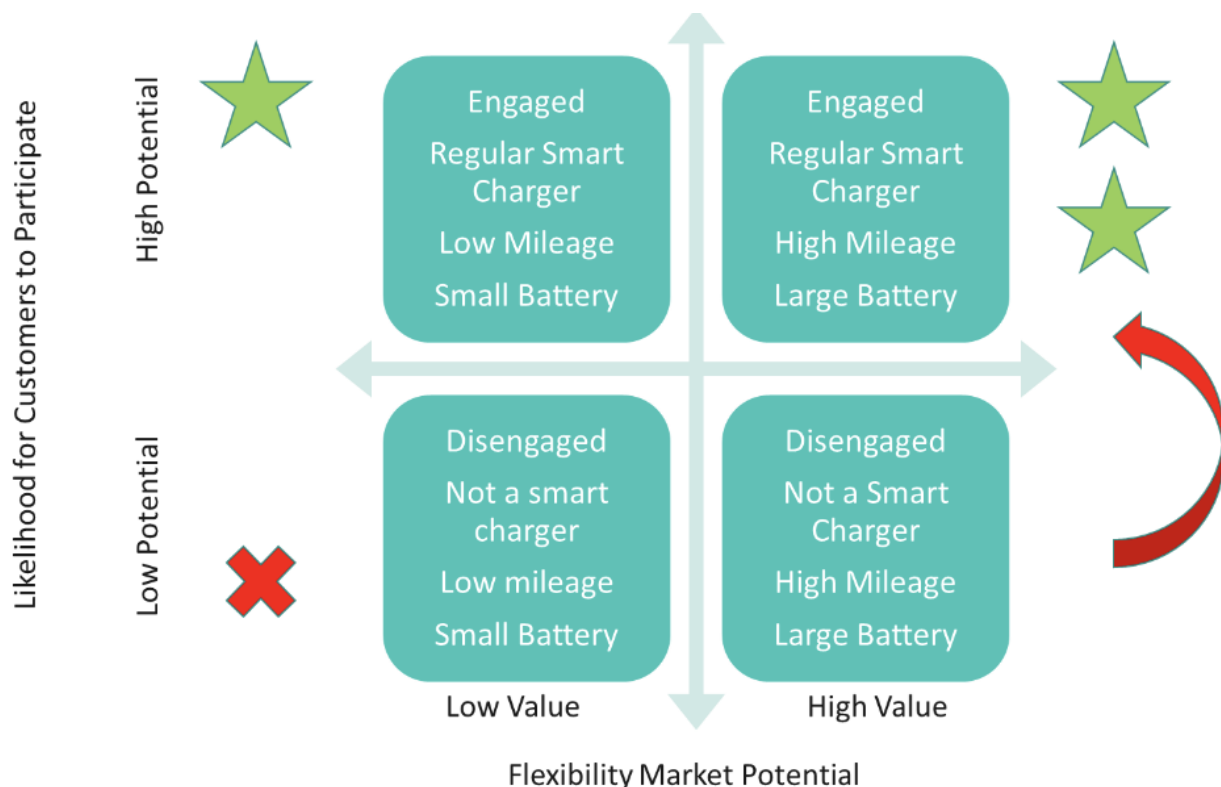 Likelihood for Customers to Participate
High Potential
Low Potential
Engaged
Regular Smart
Charger
Low Mileage
Small Battery
Engaged
Regular Smart
Charger
High Mileage
Large Battery
Disengaged
Not a smart
charger
Low mileage
Small Battery
Disengaged
Not a Smart
Charger
High Mileage
Large Battery
Low Value
High Value
Flexibility Market Potential